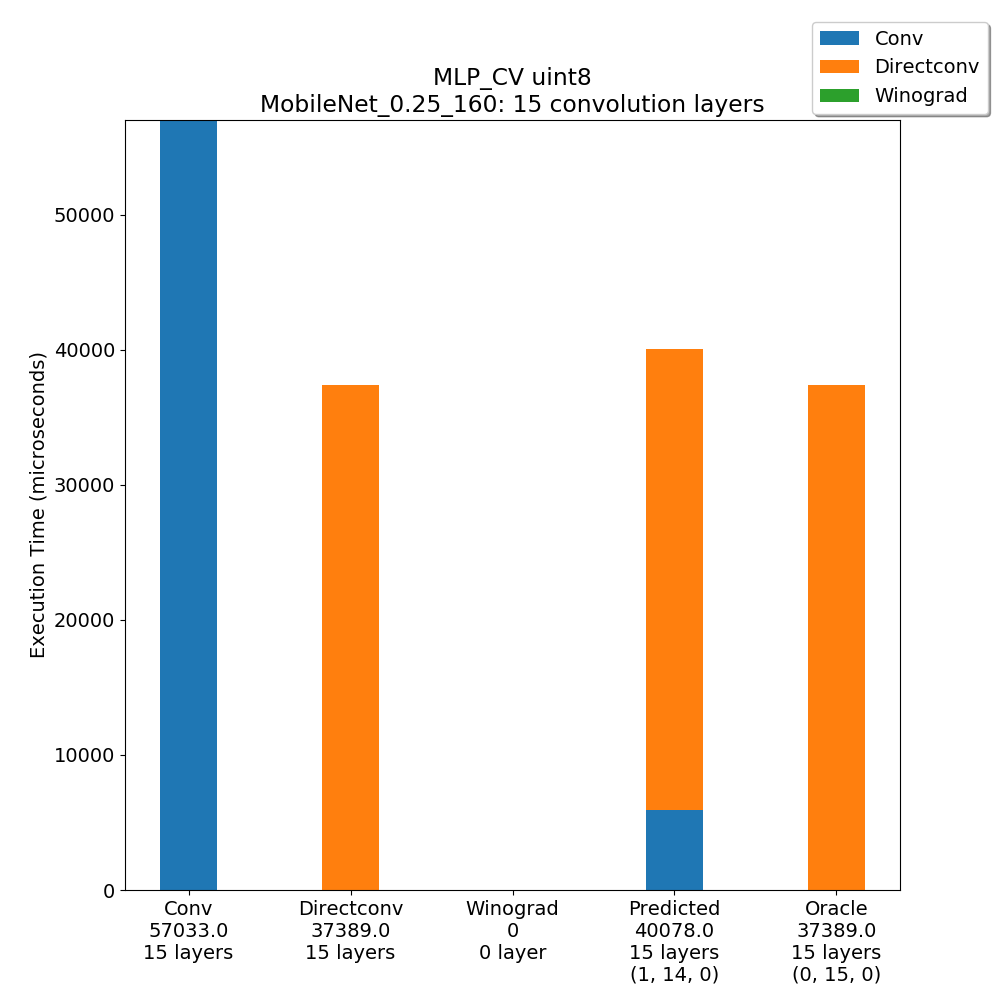 Conv
Directconv
Winograd
MLP_CV uint8
MobileNet_0.25_160: 15 convolution layers
Execution Time (microseconds)
50000
40000
30000
20000
10000
0
Conv
57033.0
15 layers
Directconv
37389.0
15 layers
Winograd
0
0 layer
Predicted
40078.0
15 layers
(1, 14, 0)
Oracle
37389.0
15 layers
(0, 15, 0)